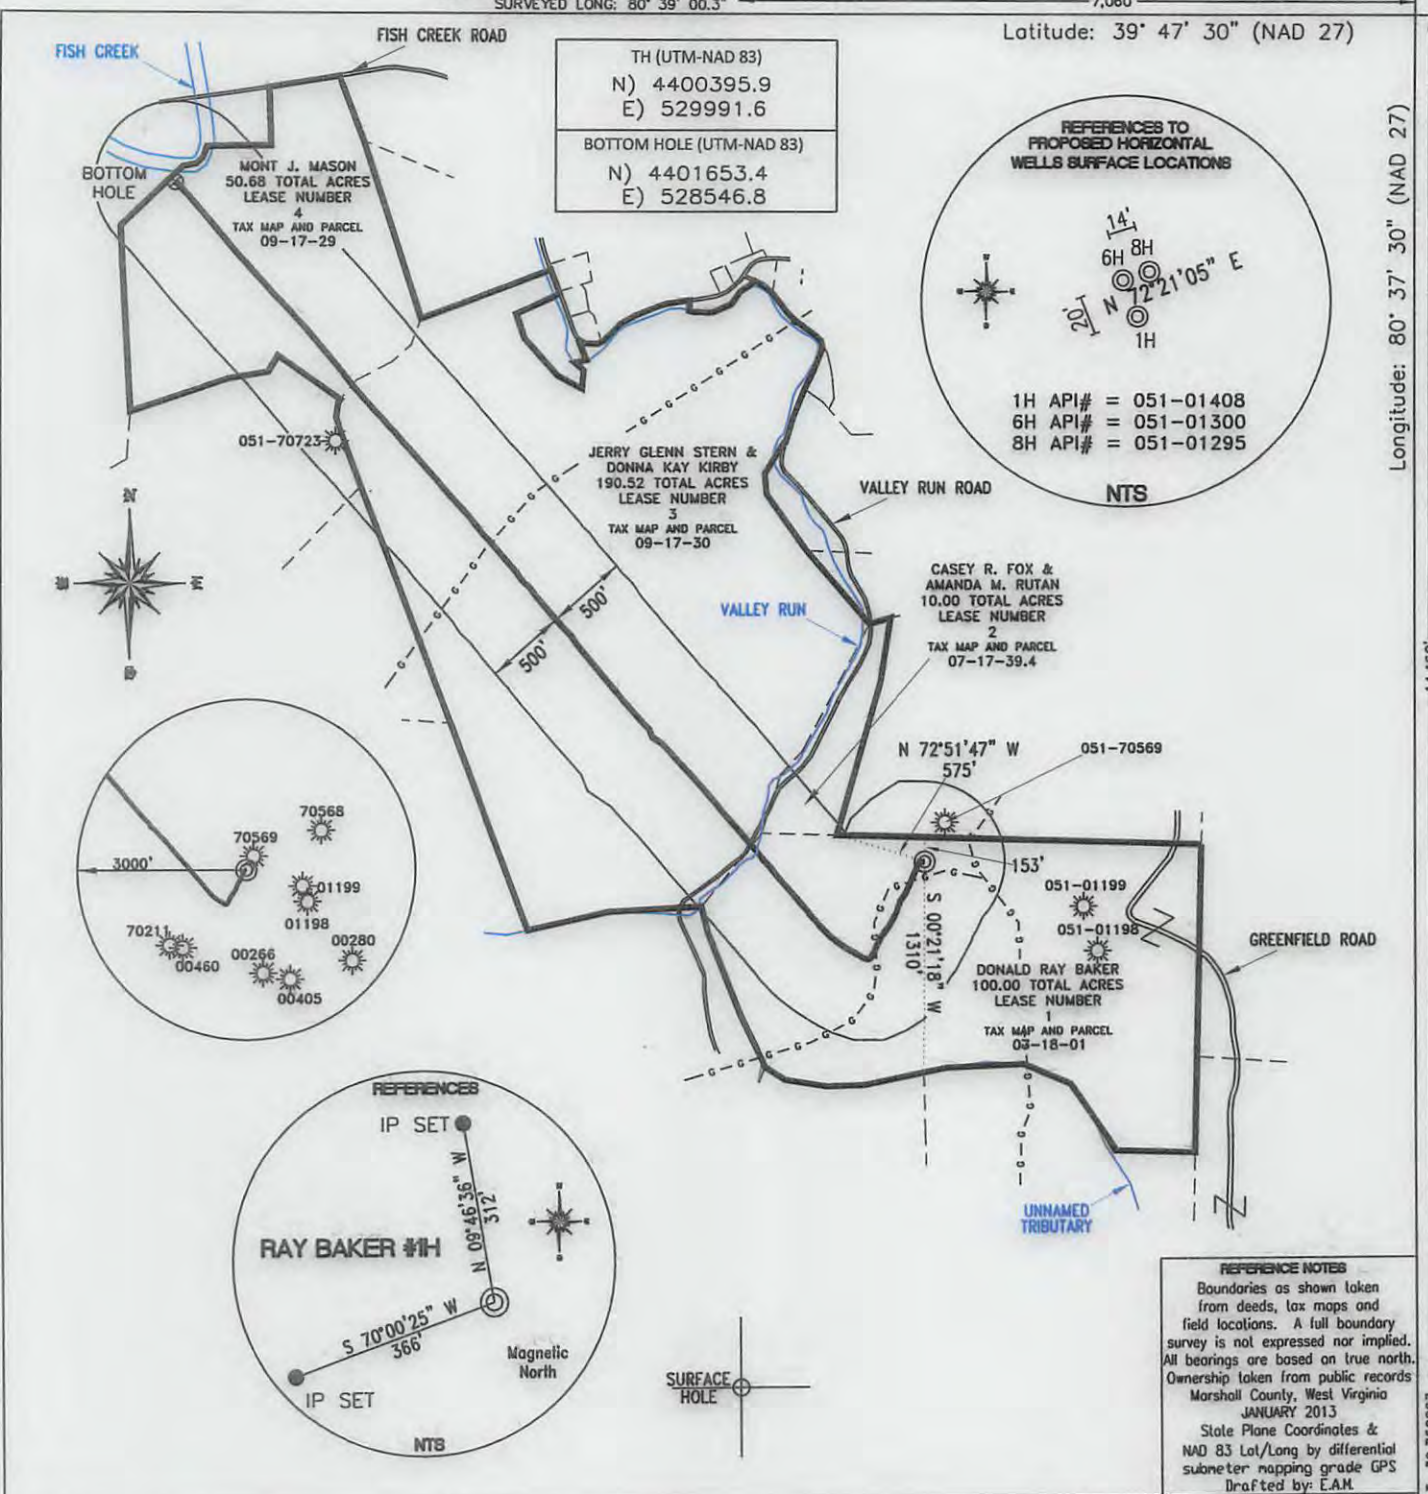 SURVEYED LONG: 80° 39' 00.3"
7,060'
Latitude: 39° 47' 30" (NAD 27)
FISH CREEK
FISH CREEK ROAD
TH (UTM-NAD 83)
N) 4400395.9
E) 529991.6
BOTTOM HOLE (UTM-NAD 83)
N) 4401653.4
E) 528546.8
Longitude: 80° 37' 30" (NAD 27)
REFERENCES TO
PROPOSED HORIZONTAL
WELLS SURFACE LOCATIONS
14'
6H
8H
N 72°21'05" E
20'
1H
1H API# = 051-01408
6H API# = 051-01300
8H API# = 051-01295
NTS
BOTTOM
HOLE
MONT J. MASON
50.68 TOTAL ACRES
LEASE NUMBER
4
TAX MAP AND PARCEL
09-17-29
051-70723
JERRY GLENN STERN &
DONNA KAY KIRBY
190.52 TOTAL ACRES
LEASE NUMBER
3
TAX MAP AND PARCEL
09-17-30
VALLEY RUN ROAD
CASEY R. FOX &
AMANDA M. RUTAN
10.00 TOTAL ACRES
LEASE NUMBER
2
TAX MAP AND PARCEL
07-17-39.4
VALLEY RUN
500'
500'
N 72°51'47" W
575'
051-70569
153'
S 00°21'18" W
1310'
051-01199
051-01198
DONALD RAY BAKER
100.00 TOTAL ACRES
LEASE NUMBER
1
TAX MAP AND PARCEL
03-18-01
GREENFIELD ROAD
3000'
70568
70569
01199
01198
70211
00460
00266
00280
00405
UNNAMED
TRIBUTARY
REFERENCES
IP SET
N 09°46'36" W
312'
RAY BAKER #1H
S 70°00'25" W
366'
Magnetic
North
IP SET
NTS
SURFACE
HOLE
REFERENCE NOTES
Boundaries as shown taken
from deeds, tax maps and
field locations. A full boundary
survey is not expressed nor implied.
All bearings are based on true north.
Ownership taken from public records
Marshall County, West Virginia
JANUARY 2013
State Plane Coordinates &
NAD 83 Lat/Long by differential
submeter mapping grade GPS
Drafted by: E.A.M.